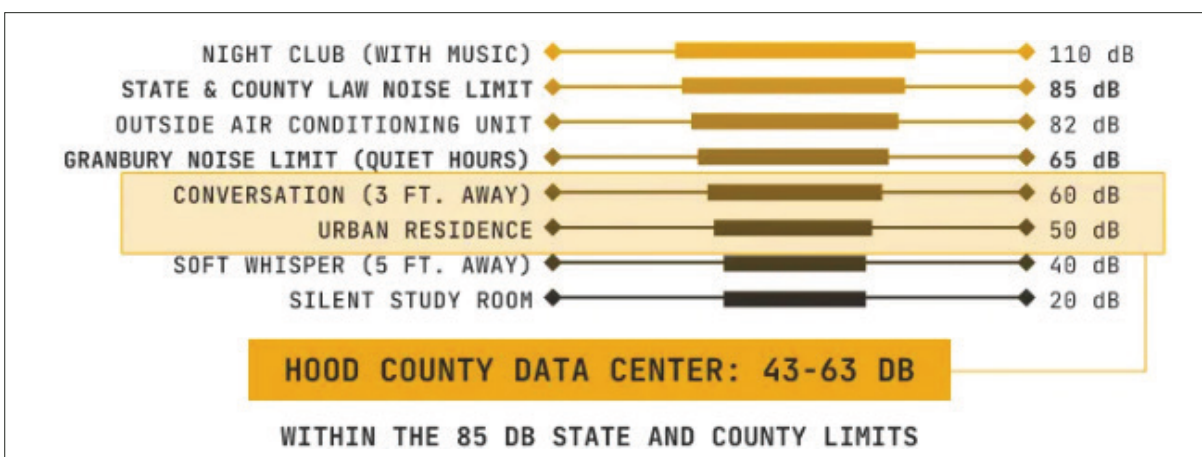 NIGHT CLUB (WITH MUSIC) 110 dB
STATE & COUNTY LAW NOISE LIMIT 85 dB
OUTSIDE AIR CONDITIONING UNIT 82 dB
GRANBURY NOISE LIMIT (QUIET HOURS) 65 dB
CONVERSATION (3 FT. AWAY) 60 dB
URBAN RESIDENCE 50 dB
SOFT WHISPER (5 FT. AWAY) 40 dB
SILENT STUDY ROOM 20 dB
HOOD COUNTY DATA CENTER: 43-63 DB
WITHIN THE 85 DB STATE AND COUNTY LIMITS